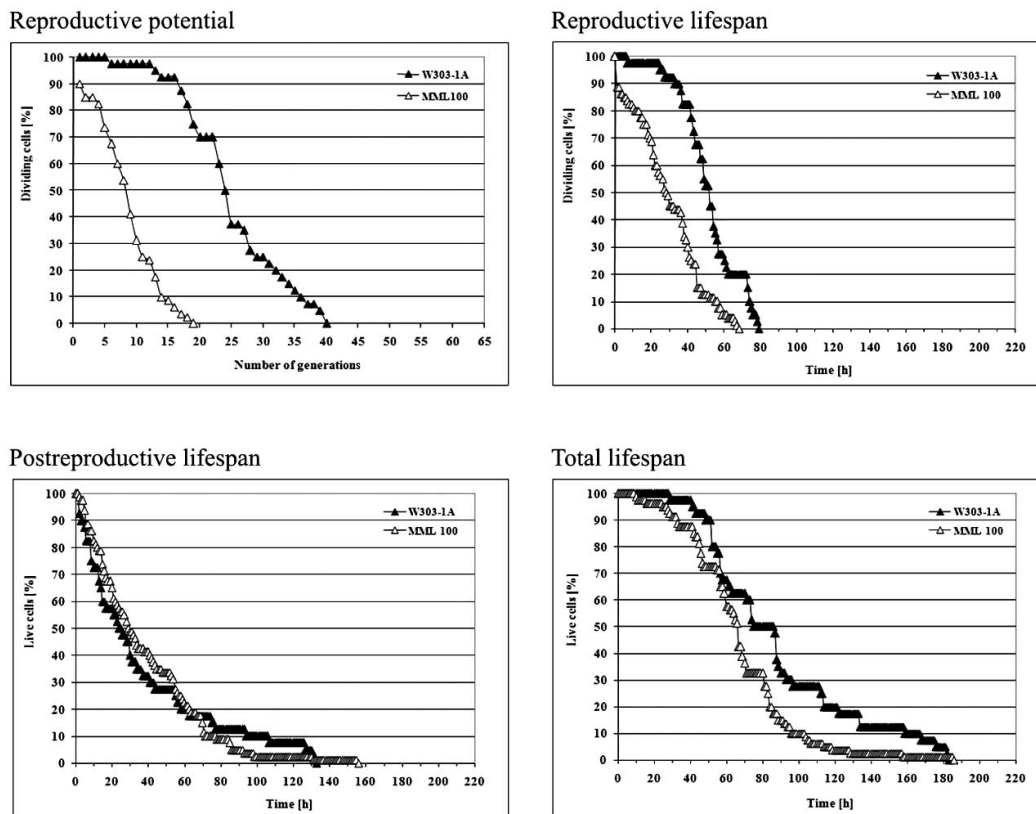 Reproductive potential
100
90
80
70
60
50
40
30
20
10
0
Dividing cells [%]
W303-1A
MML 100
0 5 10 15 20 25 30 35 40 45 50 55 60 65
Number of generations
Reproductive lifespan
100
90
80
70
60
50
40
30
20
10
0
Dividing cells [%]
W303-1A
MML 100
0 20 40 60 80 100 120 140 160 180 200 220
Time [h]
Postreproductive lifespan
100
90
80
70
60
50
40
30
20
10
0
Live cells [%]
W303-1A
MML 100
0 20 40 60 80 100 120 140 160 180 200 220
Time [h]
Total lifespan
100
90
80
70
60
50
40
30
20
10
0
Live cells [%]
W303-1A
MML 100
0 20 40 60 80 100 120 140 160 180 200 220
Time [h]